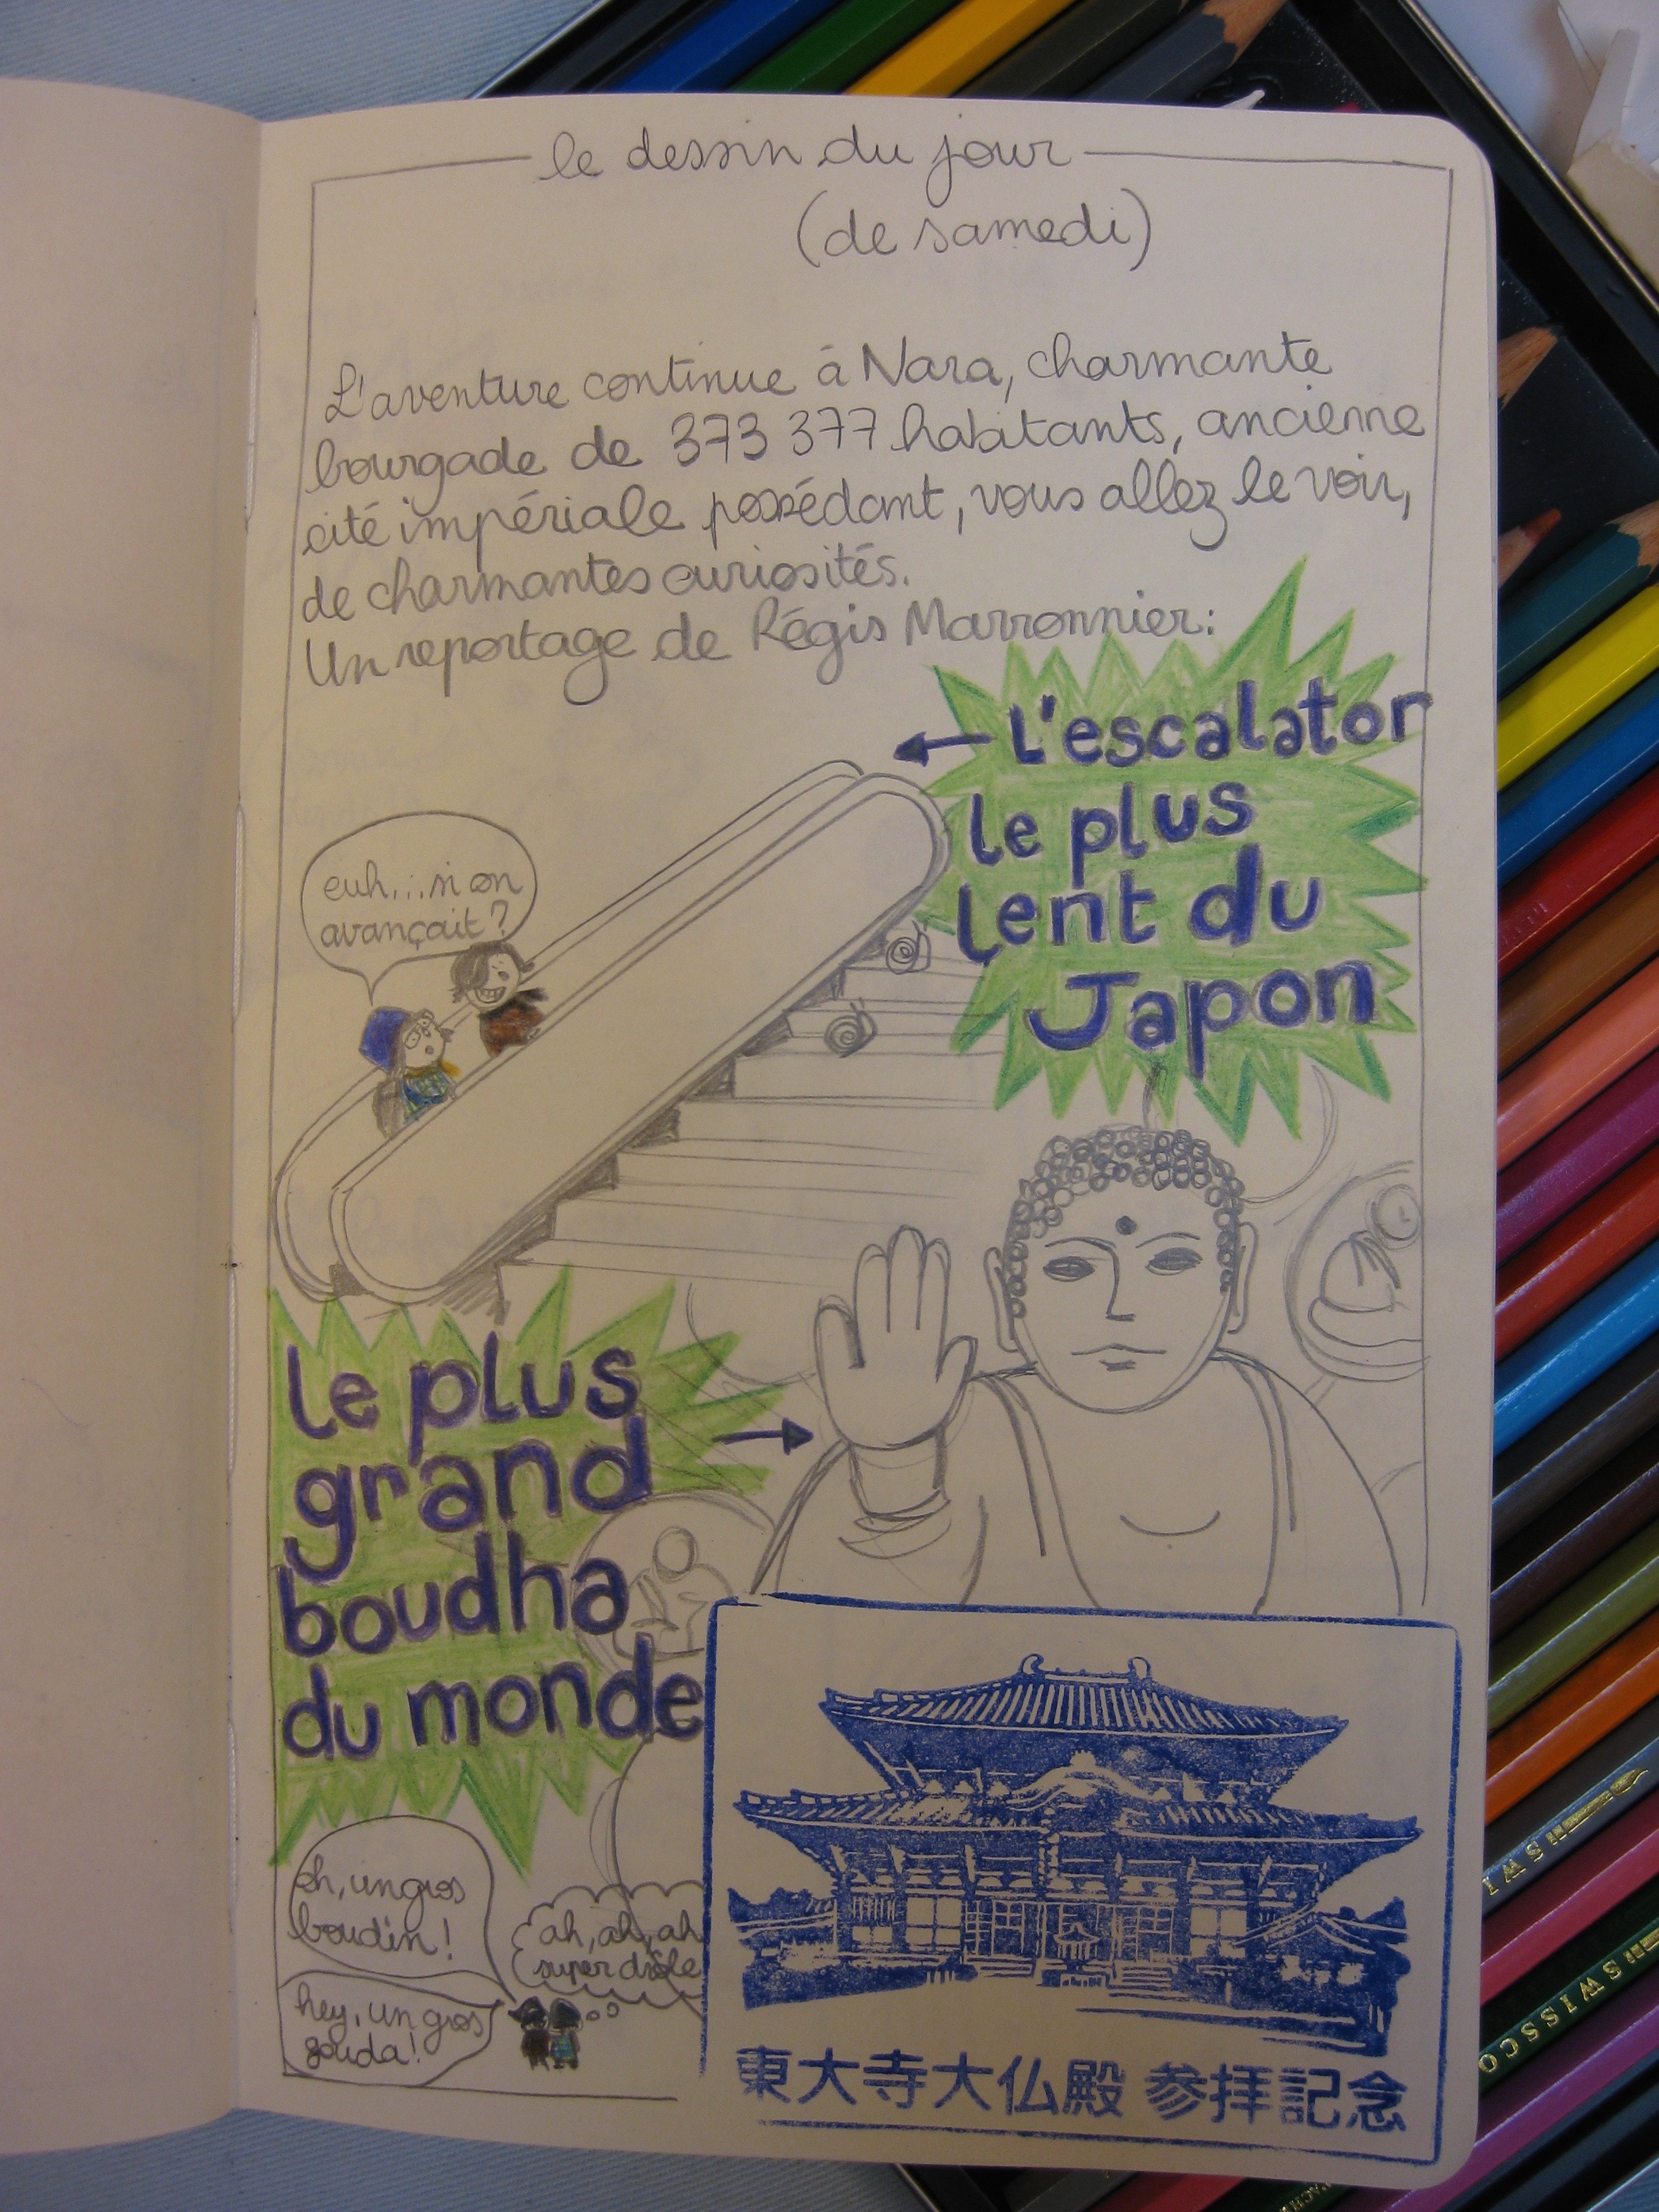 le dessin du jour
(de samedi)
L'aventure continue à Nara, charmante
bourgade de 373 377 habitants, ancienne
cité impériale possédant, vous allez le voir,
de charmantes curiosités.
Un reportage de Régis Marronnier:
L'escalator
le plus
lent du
Japon
euh... si on
avançait?
le plus
grand
boudha
du monde
oh, un gros
boudin!
hey, un gros
gouda!
ah, ah, ah
super drôle
東大寺大仏殿 参拝記念
SWISSCO